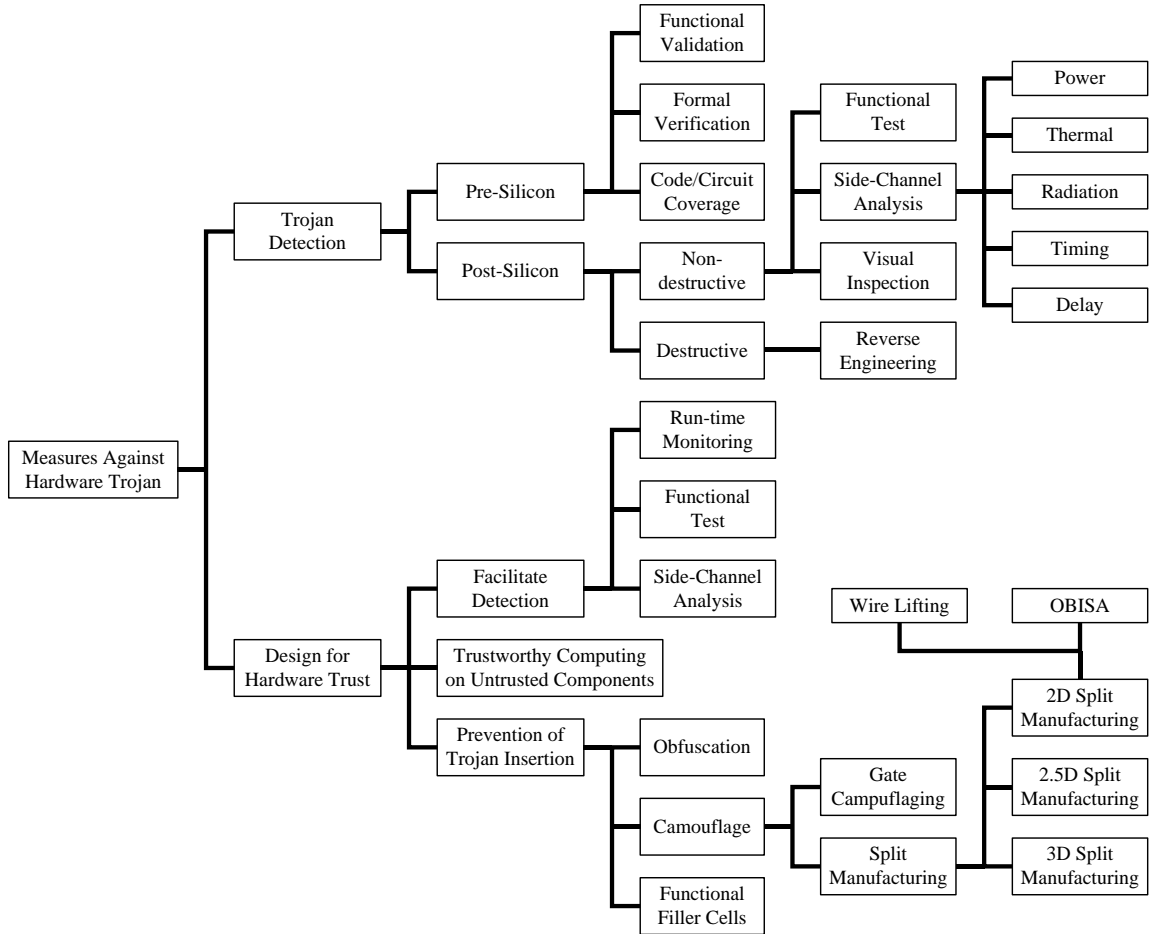 Functional
Validation
Formal
Verification
Code/Circuit
Coverage
Pre-Silicon
Trojan
Detection
Post-Silicon
Non-
destructive
Destructive
Functional
Test
Side-Channel
Analysis
Visual
Inspection
Reverse
Engineering
Power
Thermal
Radiation
Timing
Delay
Measures Against
Hardware Trojan
Run-time
Monitoring
Functional
Test
Side-Channel
Analysis
Facilitate
Detection
Design for
Hardware Trust
Trustworthy Computing
on Untrusted Components
Prevention of
Trojan Insertion
Obfuscation
Camouflage
Functional
Filler Cells
Gate
Campuflaging
Split
Manufacturing
Wire Lifting
OBISA
2D Split
Manufacturing
2.5D Split
Manufacturing
3D Split
Manufacturing